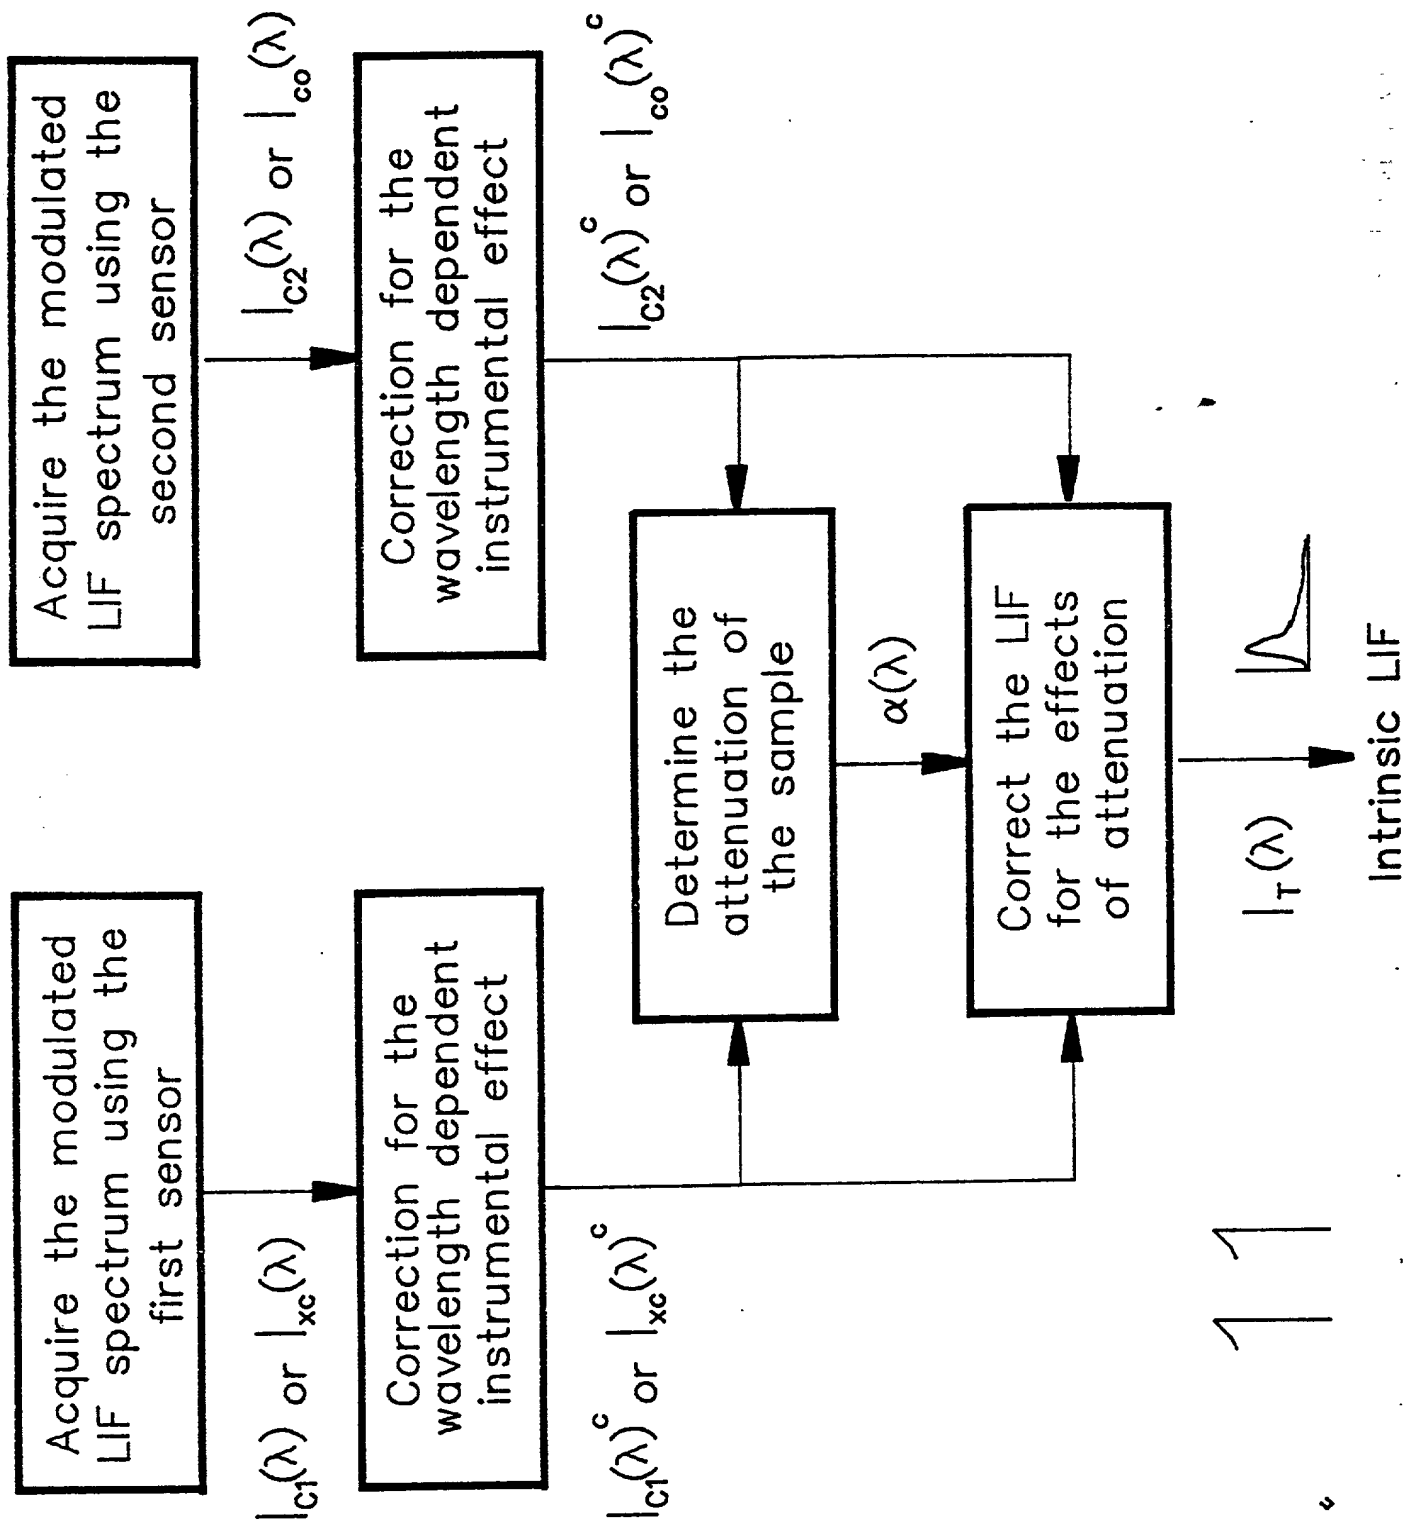 Acquire the modulated
LIF spectrum using the
first sensor
I_C1(λ) or I_xc(λ)
Correction for the
wavelength dependent
instrumental effect
I_C1(λ)^c or I_xc(λ)^c
Acquire the modulated
LIF spectrum using the
second sensor
I_C2(λ) or I_co(λ)
Correction for the
wavelength dependent
instrumental effect
I_C2(λ)^c or I_co(λ)^c
Determine the
attenuation of
the sample
α(λ)
Correct the LIF
for the effects
of attenuation
I_T(λ)
Intrinsic LIF
11